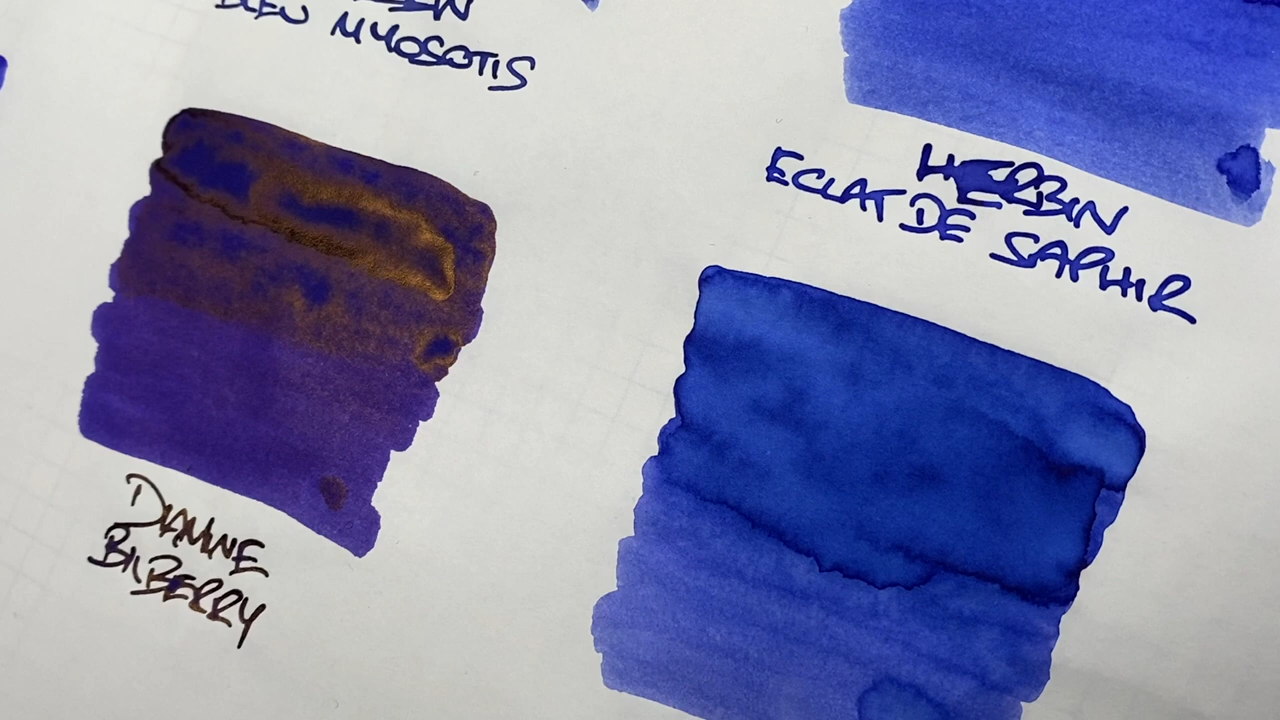 BLEU MYOSOTIS
HERBIN
ECLAT DE SAPHIR
DIAMINE
BILBERRY